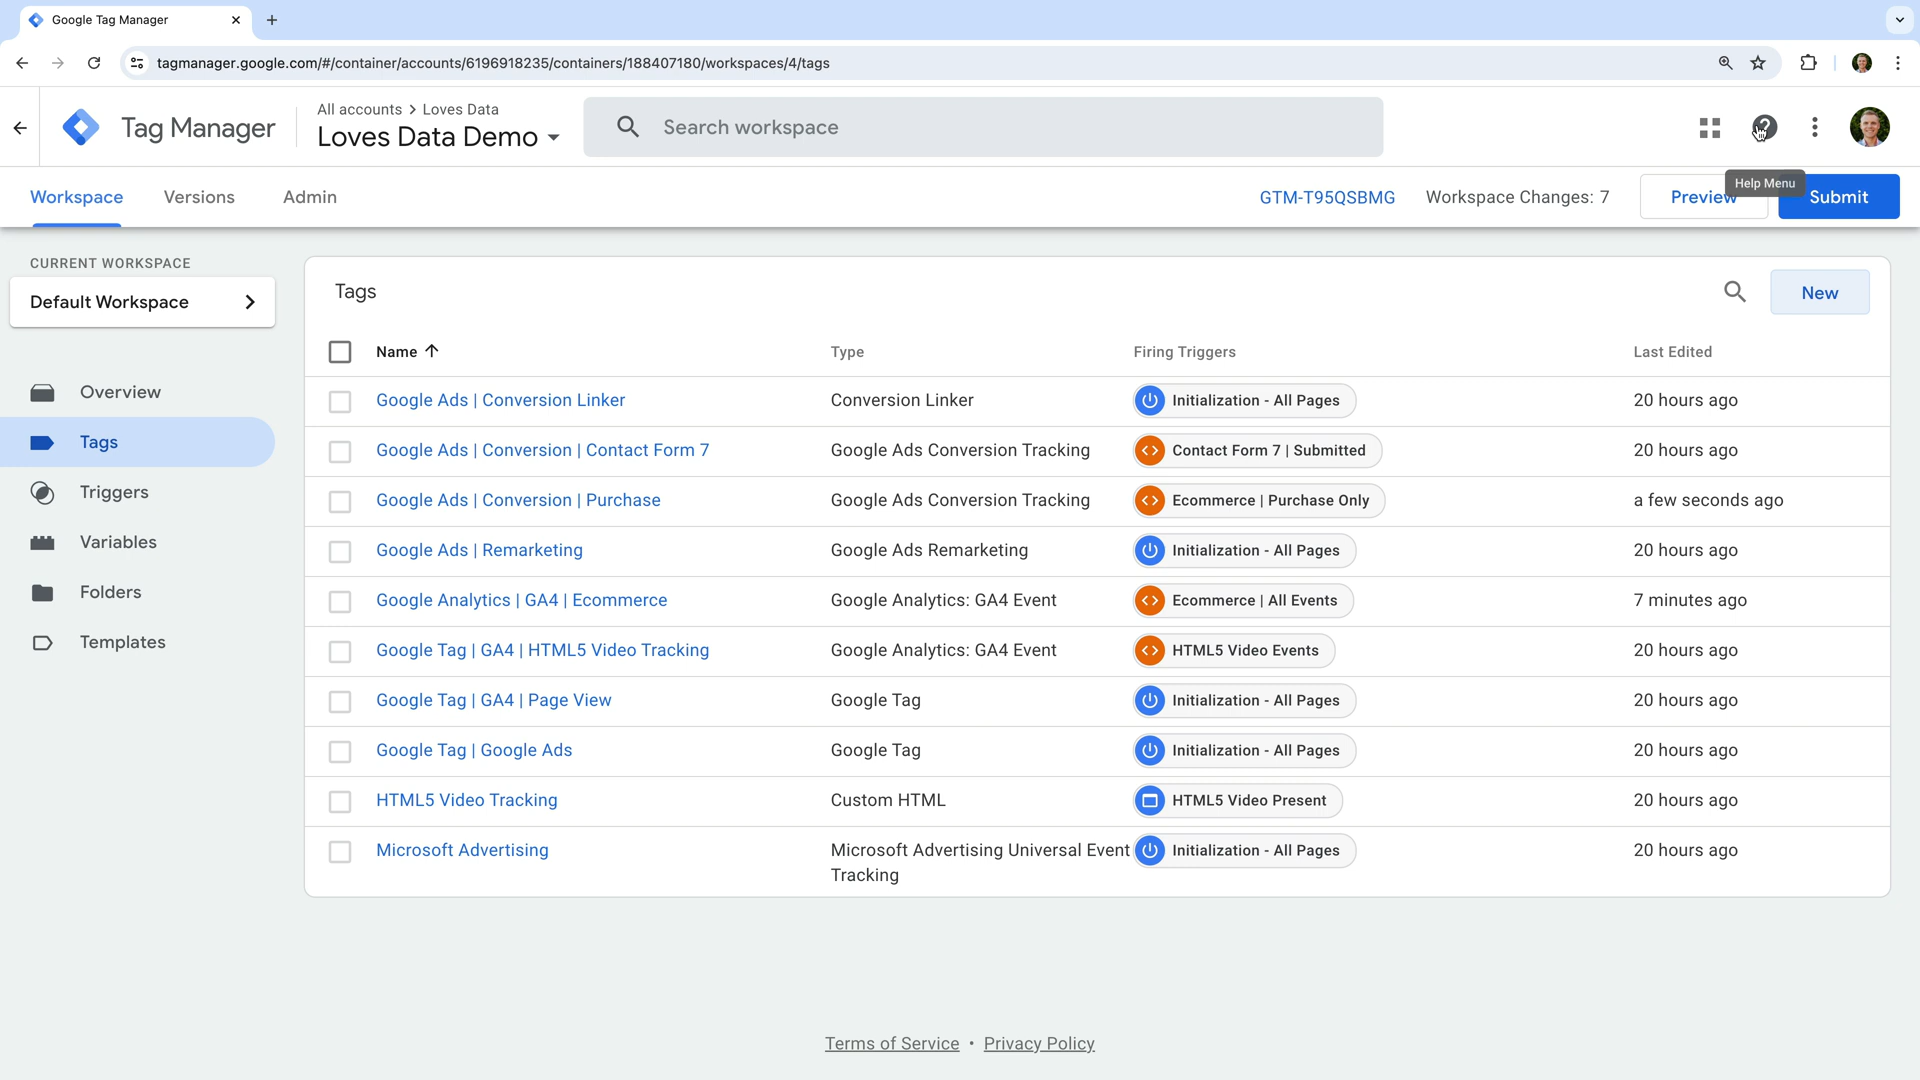 Google Tag Manager
tagmanager.google.com/#/container/accounts/6196918235/containers/188407180/workspaces/4/tags
Tag Manager
All accounts > Loves Data
Loves Data Demo
Search workspace
Help Menu
Workspace Versions Admin
GTM-T95QSBMG Workspace Changes: 7 Preview Submit
CURRENT WORKSPACE
Default Workspace
Overview
Tags
Triggers
Variables
Folders
Templates
Tags New
Name Type Firing Triggers Last Edited
Google Ads | Conversion Linker Conversion Linker Initialization - All Pages 20 hours ago
Google Ads | Conversion | Contact Form 7 Google Ads Conversion Tracking Contact Form 7 | Submitted 20 hours ago
Google Ads | Conversion | Purchase Google Ads Conversion Tracking Ecommerce | Purchase Only a few seconds ago
Google Ads | Remarketing Google Ads Remarketing Initialization - All Pages 20 hours ago
Google Analytics | GA4 | Ecommerce Google Analytics: GA4 Event Ecommerce | All Events 7 minutes ago
Google Tag | GA4 | HTML5 Video Tracking Google Analytics: GA4 Event HTML5 Video Events 20 hours ago
Google Tag | GA4 | Page View Google Tag Initialization - All Pages 20 hours ago
Google Tag | Google Ads Google Tag Initialization - All Pages 20 hours ago
HTML5 Video Tracking Custom HTML HTML5 Video Present 20 hours ago
Microsoft Advertising Microsoft Advertising Universal Event Initialization - All Pages 20 hours ago
Tracking
Terms of Service • Privacy Policy